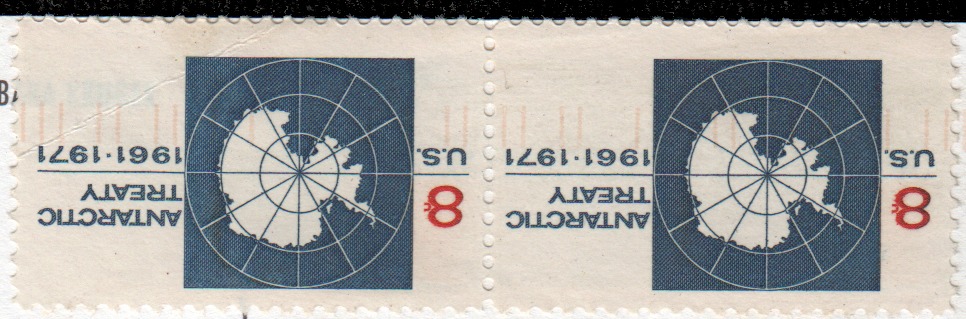 8¢
U.S.
ANTARCTIC
TREATY
1961·1971
8¢
U.S.
ANTARCTIC
TREATY
1961·1971